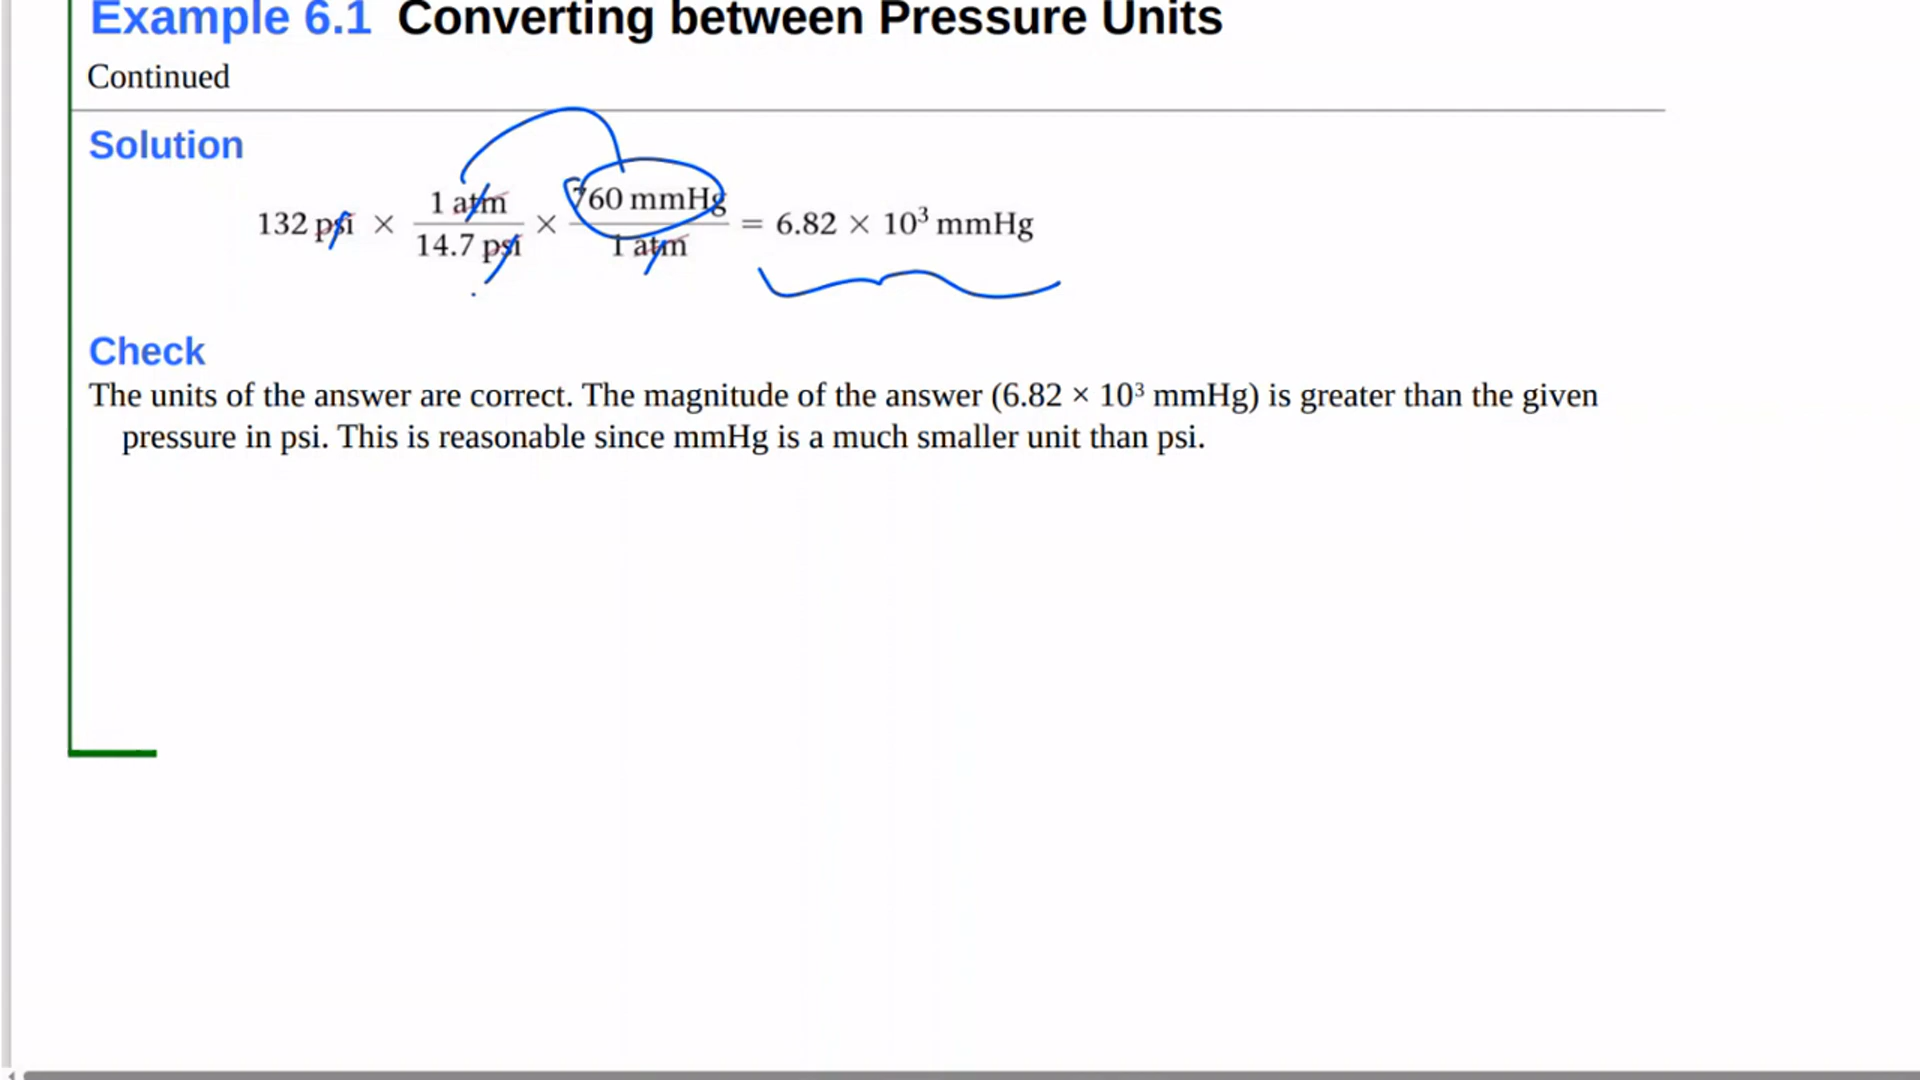 Example 6.1 Converting between Pressure Units
Continued
Solution
132 psi × 1 atm / 14.7 psi × 760 mmHg / 1 atm = 6.82 × 10³ mmHg
Check
The units of the answer are correct. The magnitude of the answer (6.82 × 10³ mmHg) is greater than the given
pressure in psi. This is reasonable since mmHg is a much smaller unit than psi.